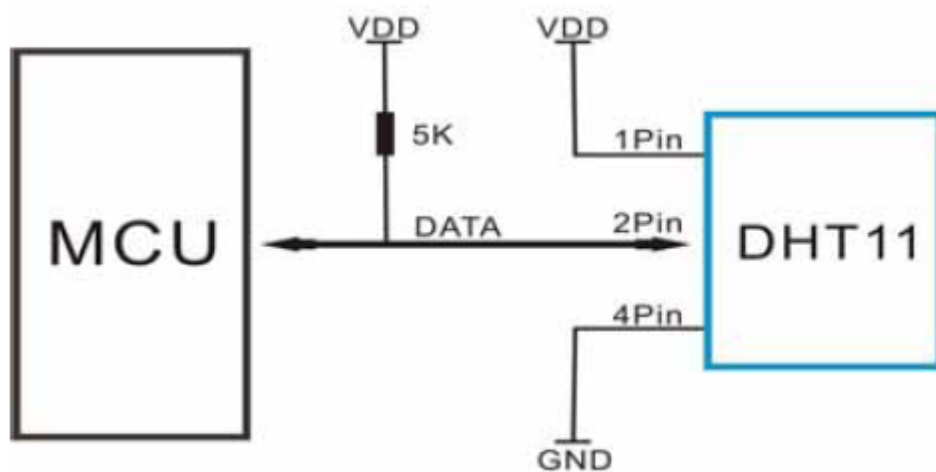 VDD
VDD
5K
1Pin
MCU
DATA
2Pin
DHT11
4Pin
GND